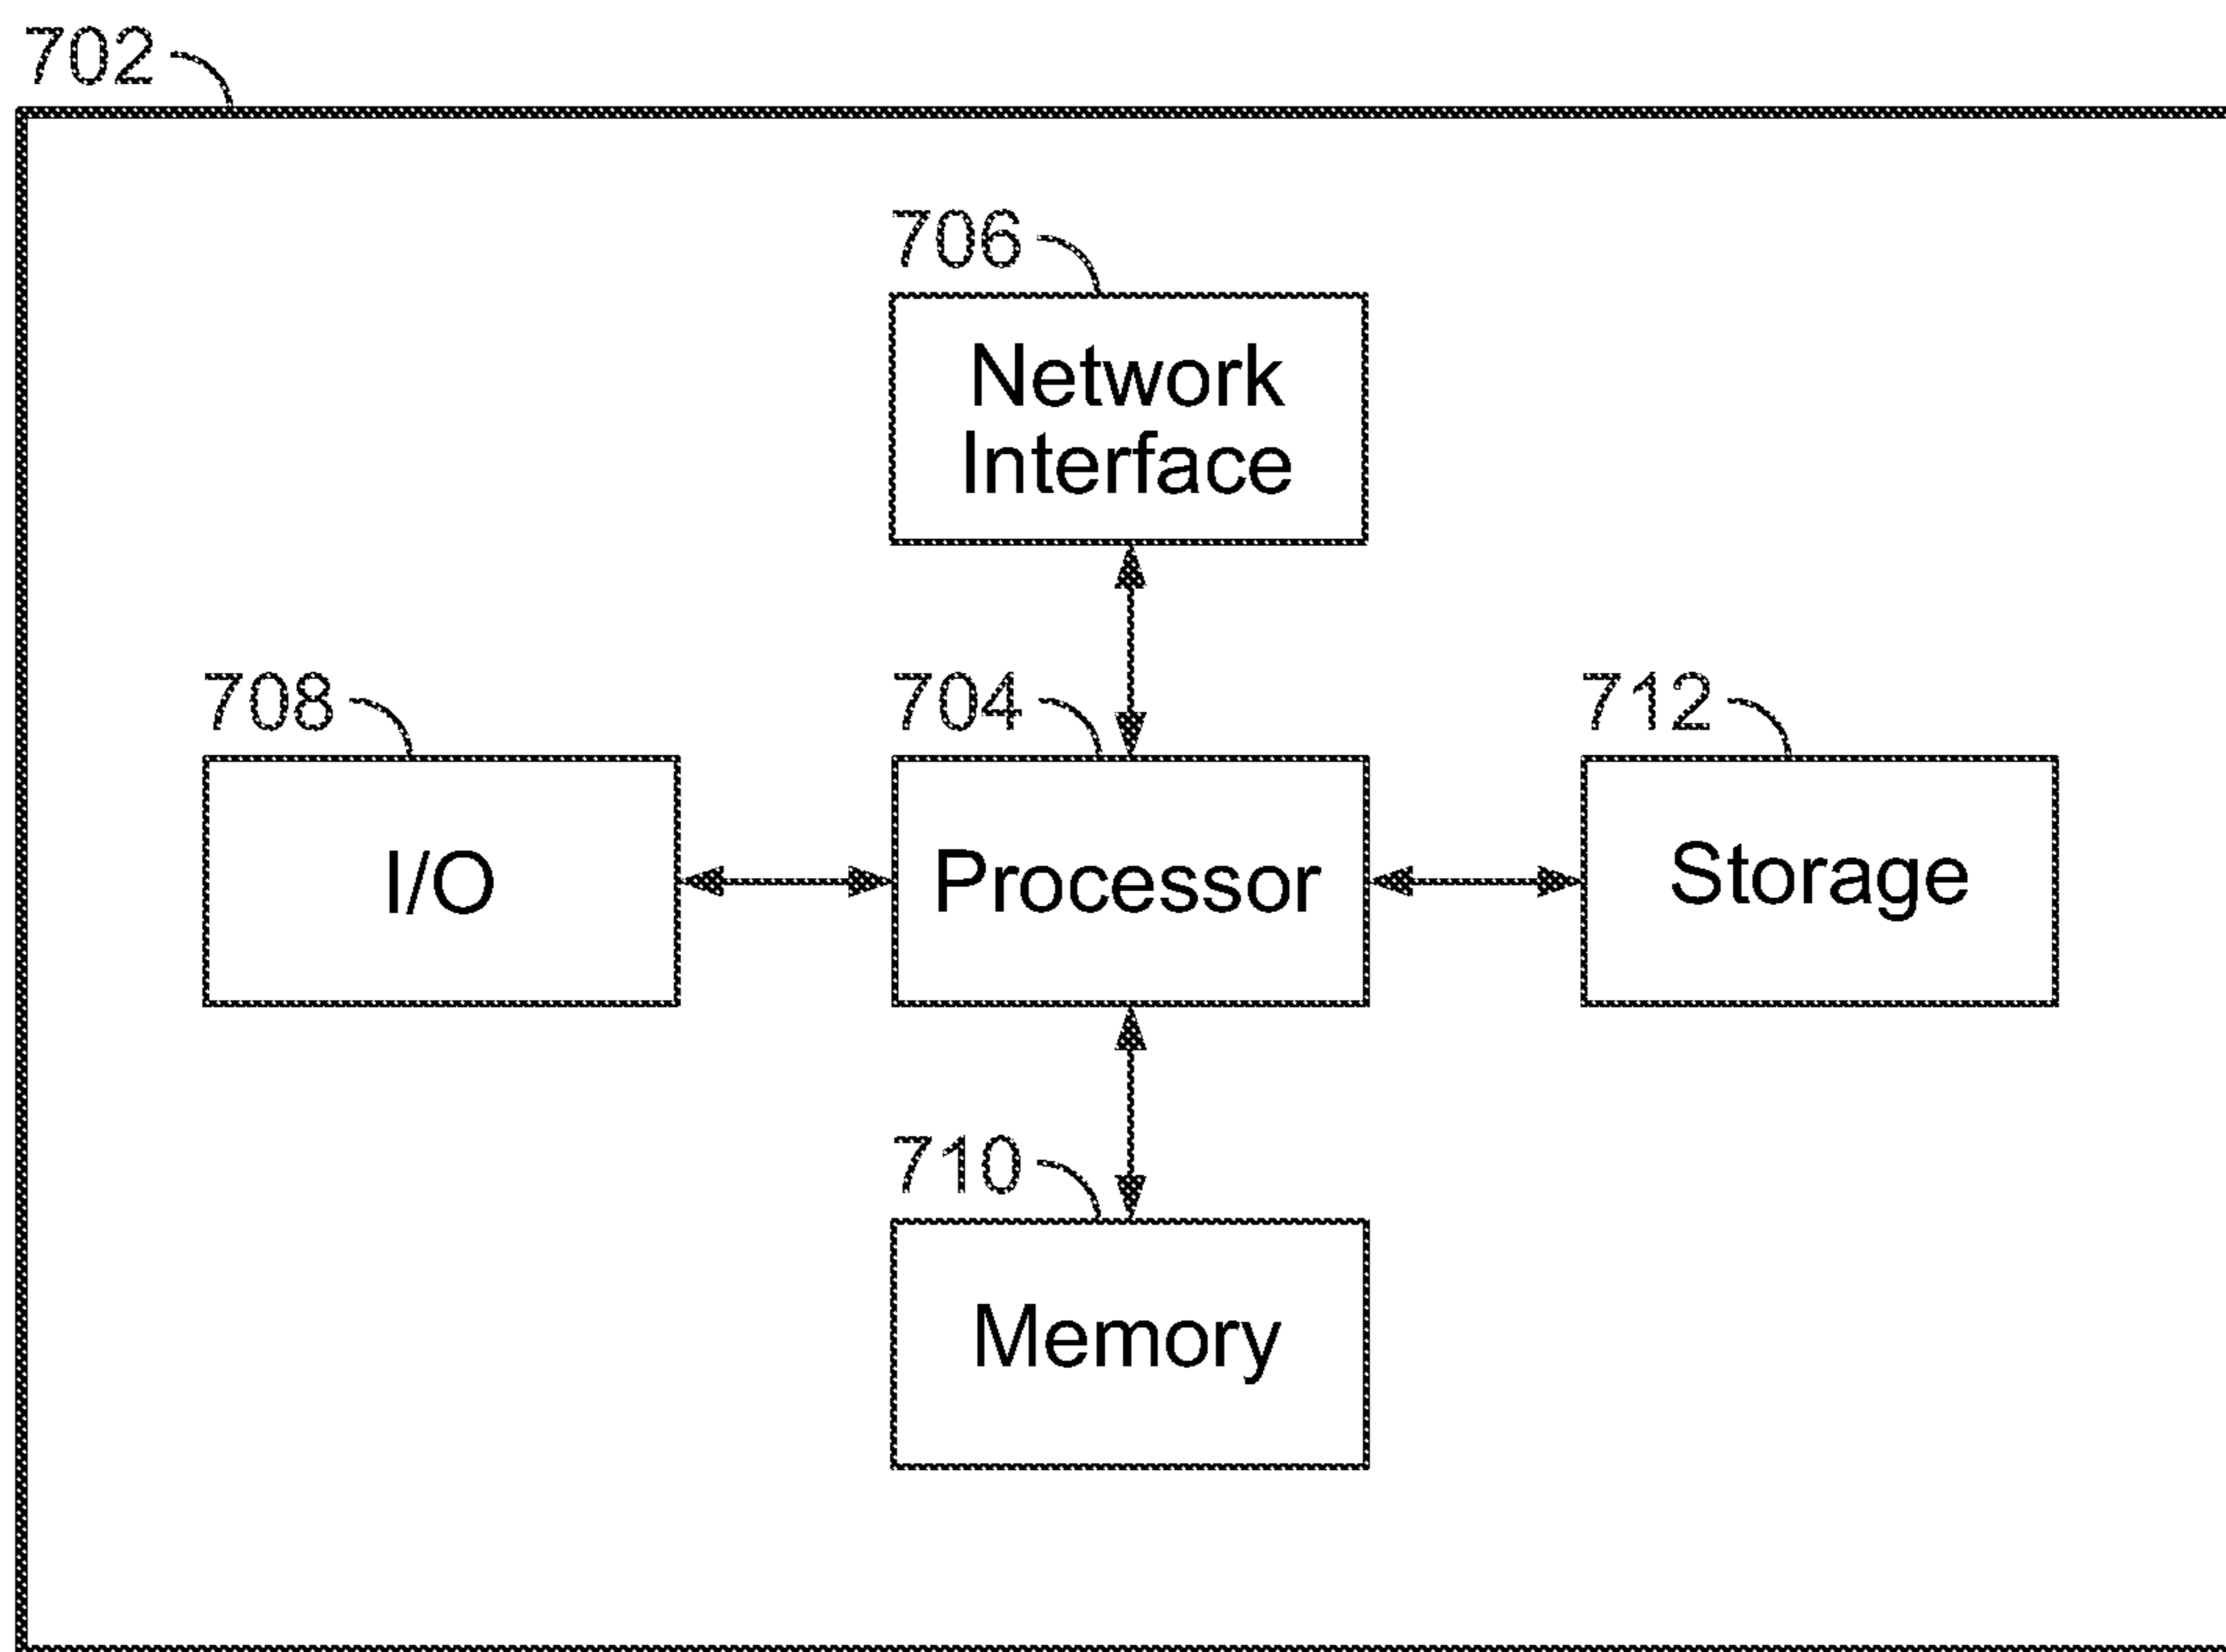 702
706
Network
Interface
708
704
712
I/O
Processor
Storage
710
Memory